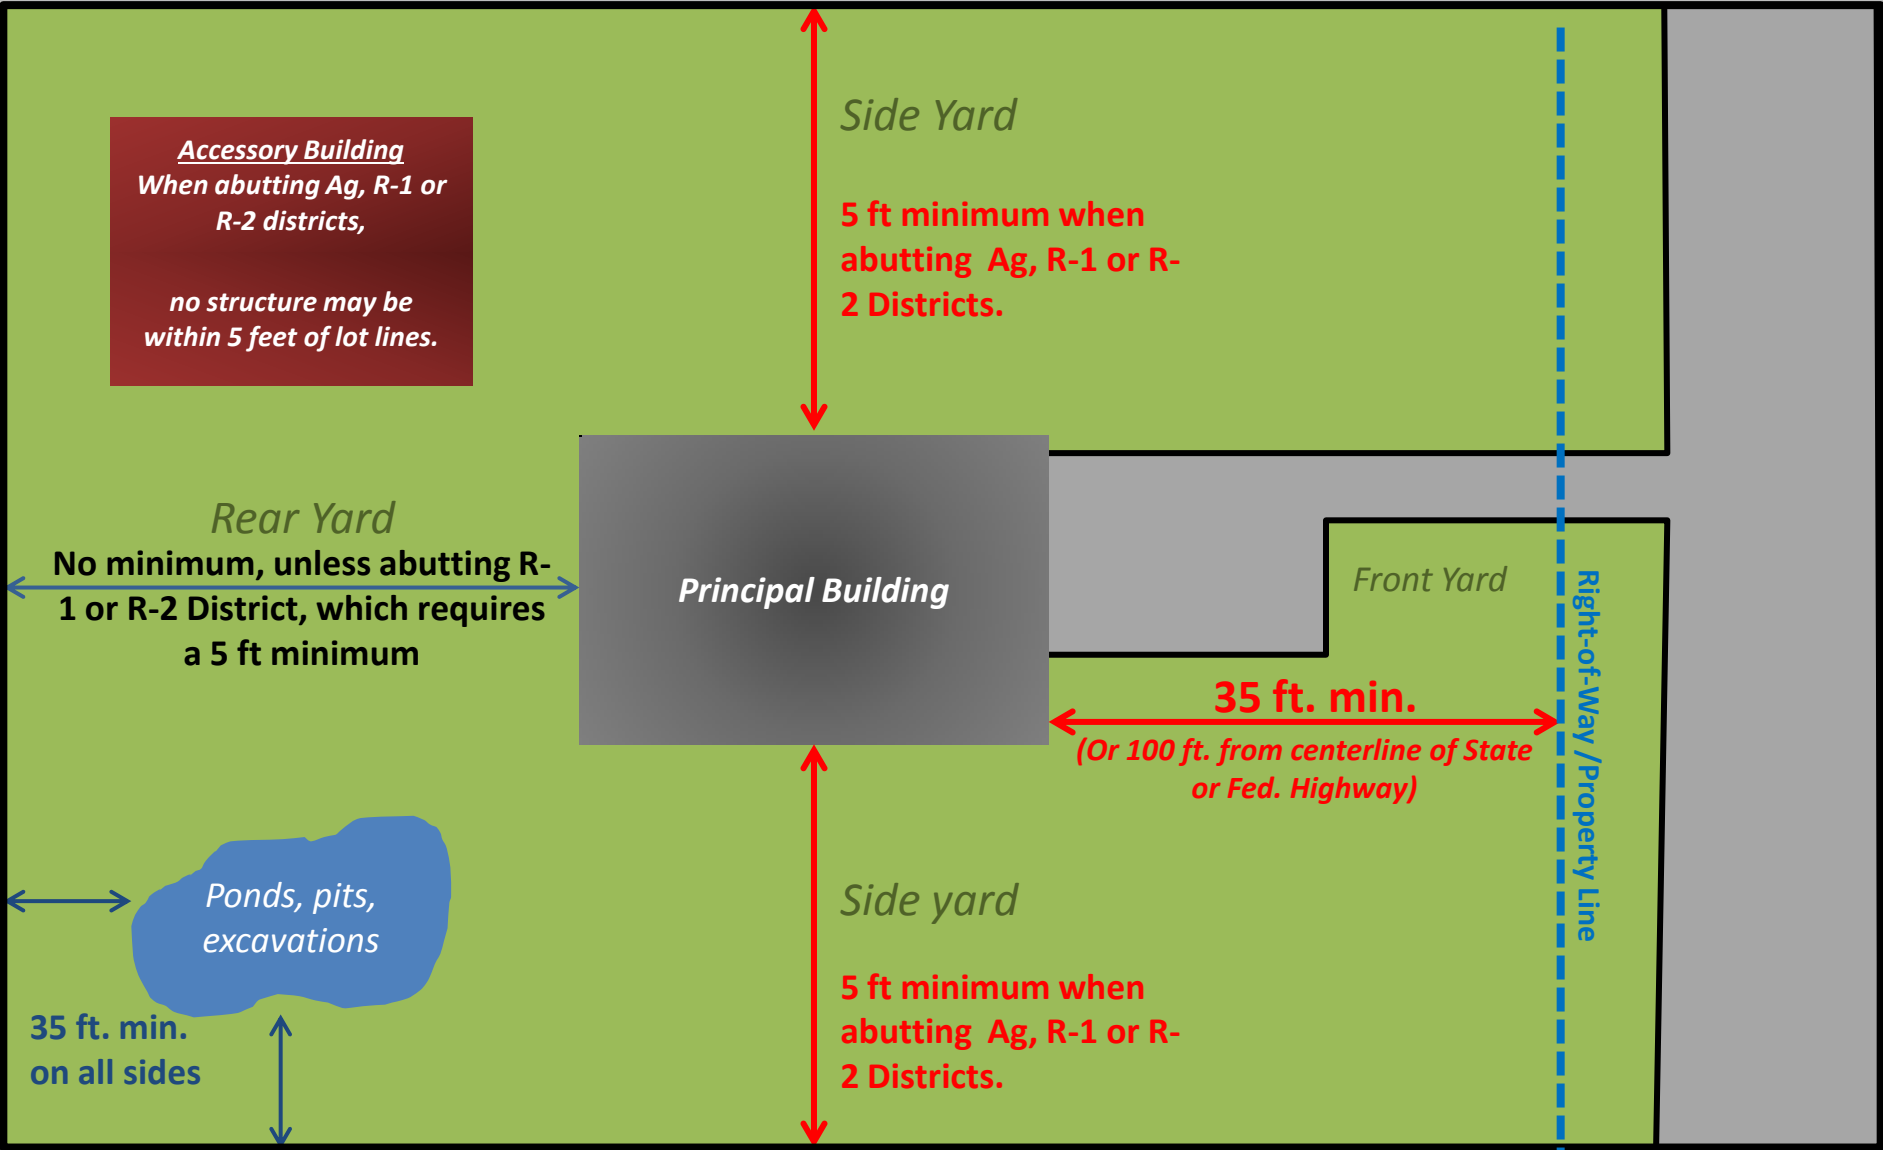 Accessory Building
When abutting Ag, R-1 or
R-2 districts,
no structure may be
within 5 feet of lot lines.
Side Yard
5 ft minimum when
abutting  Ag, R-1 or R-
2 Districts.
Rear Yard
No minimum, unless abutting R-
1 or R-2 District, which requires
a 5 ft minimum
Principal Building
Front Yard
35 ft. min.
(Or 100 ft. from centerline of State
or Fed. Highway)
Right-of-Way /Property Line
Ponds, pits,
excavations
35 ft. min.
on all sides
Side yard
5 ft minimum when
abutting  Ag, R-1 or R-
2 Districts.